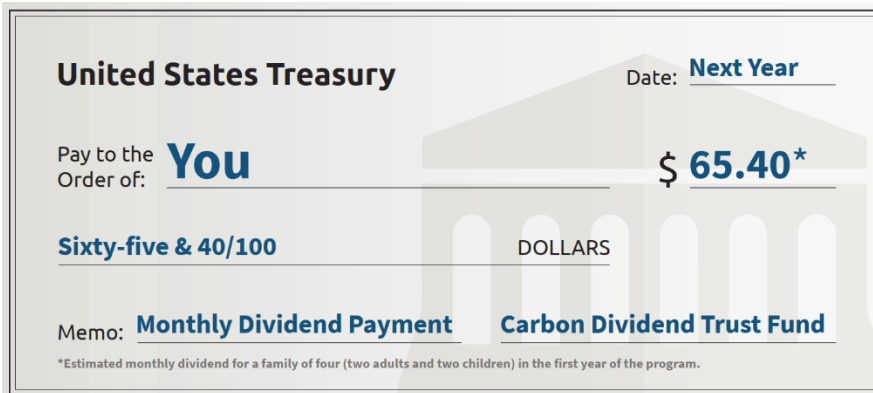 United States Treasury
Date: Next Year
Pay to the
Order of: You
$ 65.40*
Sixty-five & 40/100 DOLLARS
Memo: Monthly Dividend Payment Carbon Dividend Trust Fund
*Estimated monthly dividend for a family of four (two adults and two children) in the first year of the program.